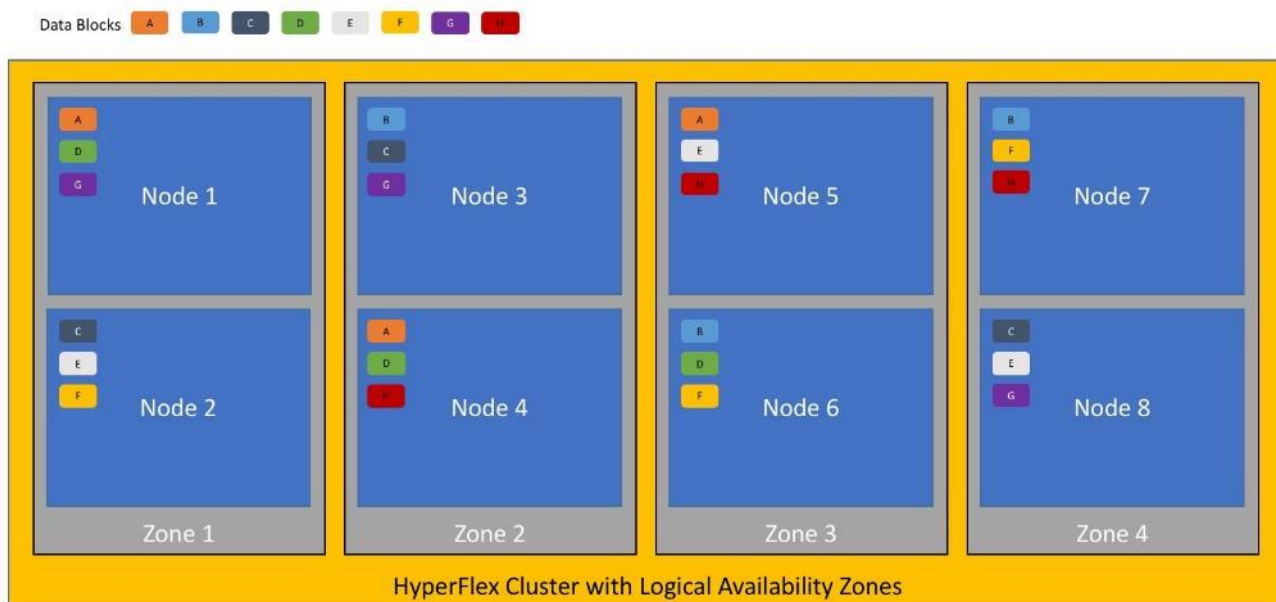 Data Blocks A B C D E F G H
A B A B
D C E F
G G H H
Node 1 Node 3 Node 5 Node 7
C A B C
E D D E
F H F G
Node 2 Node 4 Node 6 Node 8
Zone 1 Zone 2 Zone 3 Zone 4
HyperFlex Cluster with Logical Availability Zones